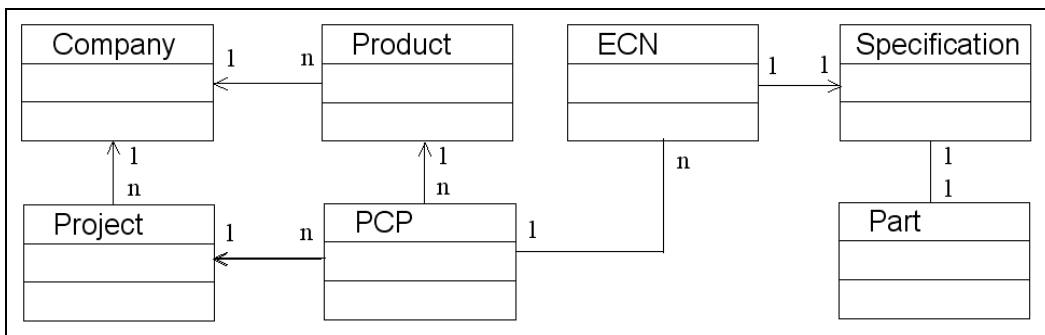 Company
Product
ECN
Specification
1
n
1
1
1
n
1
n
n
1
1
Project
PCP
Part
1
n
1